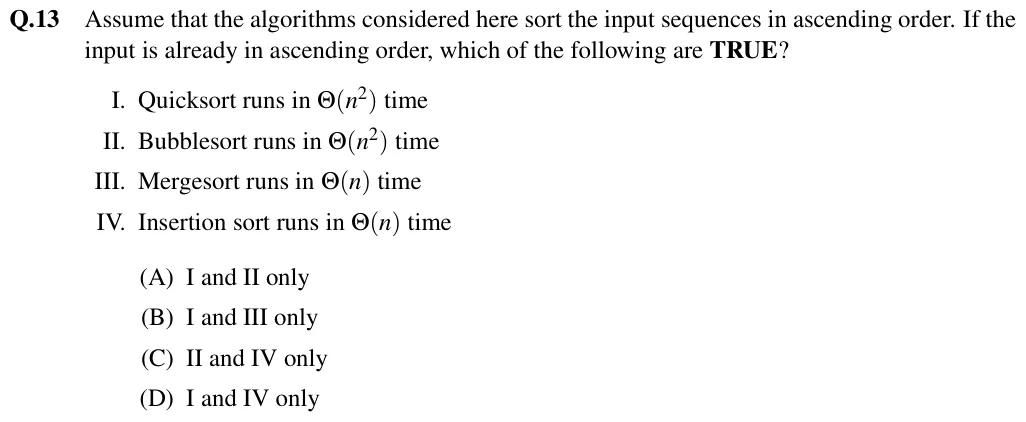 Q.13 Assume that the algorithms considered here sort the input sequences in ascending order. If the
input is already in ascending order, which of the following are TRUE?
I. Quicksort runs in Θ(n²) time
II. Bubblesort runs in Θ(n²) time
III. Mergesort runs in Θ(n) time
IV. Insertion sort runs in Θ(n) time
(A) I and II only
(B) I and III only
(C) II and IV only
(D) I and IV only